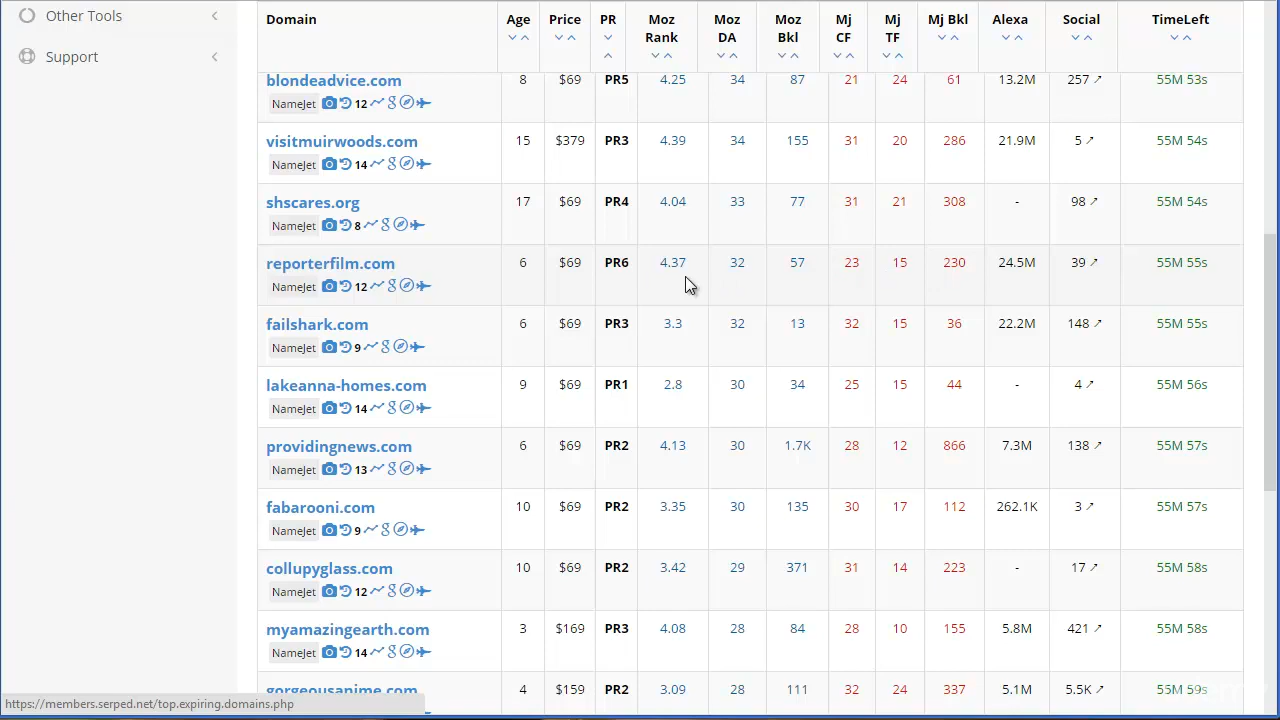 Other Tools
Support
Domain Age Price PR Moz Rank Moz DA Moz Bkl Mj CF Mj TF Mj Bkl Alexa Social TimeLeft
blondeadvice.com 8 $69 PR5 4.25 34 87 21 24 61 13.2M 257 55M 53s
NameJet 12
visitmuirwoods.com 15 $379 PR3 4.39 34 155 31 20 286 21.9M 5 55M 54s
NameJet 14
shscares.org 17 $69 PR4 4.04 33 77 31 21 308 - 98 55M 54s
NameJet 8
reporterfilm.com 6 $69 PR6 4.37 32 57 23 15 230 24.5M 39 55M 55s
NameJet 12
failshark.com 6 $69 PR3 3.3 32 13 32 15 36 22.2M 148 55M 55s
NameJet 9
lakeanna-homes.com 9 $69 PR1 2.8 30 34 25 15 44 - 4 55M 56s
NameJet 14
providingnews.com 6 $69 PR2 4.13 30 1.7K 28 12 866 7.3M 138 55M 57s
NameJet 13
fabarooni.com 10 $69 PR2 3.35 30 135 30 17 112 262.1K 3 55M 57s
NameJet 9
collupyglass.com 10 $69 PR2 3.42 29 371 31 14 223 - 17 55M 58s
NameJet 12
myamazingearth.com 3 $169 PR3 4.08 28 84 28 10 155 5.8M 421 55M 58s
NameJet 14
gorgeousanime.com 4 $159 PR2 3.09 28 111 32 24 337 5.1M 5.5K 55M 59s
https://members.serped.net/top.expiring.domains.php